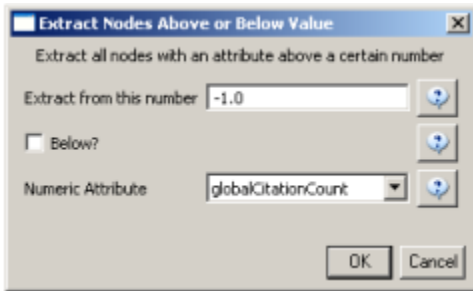 Extract Nodes Above or Below Value
Extract all nodes with an attribute above a certain number
Extract from this number -1.0
Below?
Numeric Attribute globalCitationCount
OK Cancel